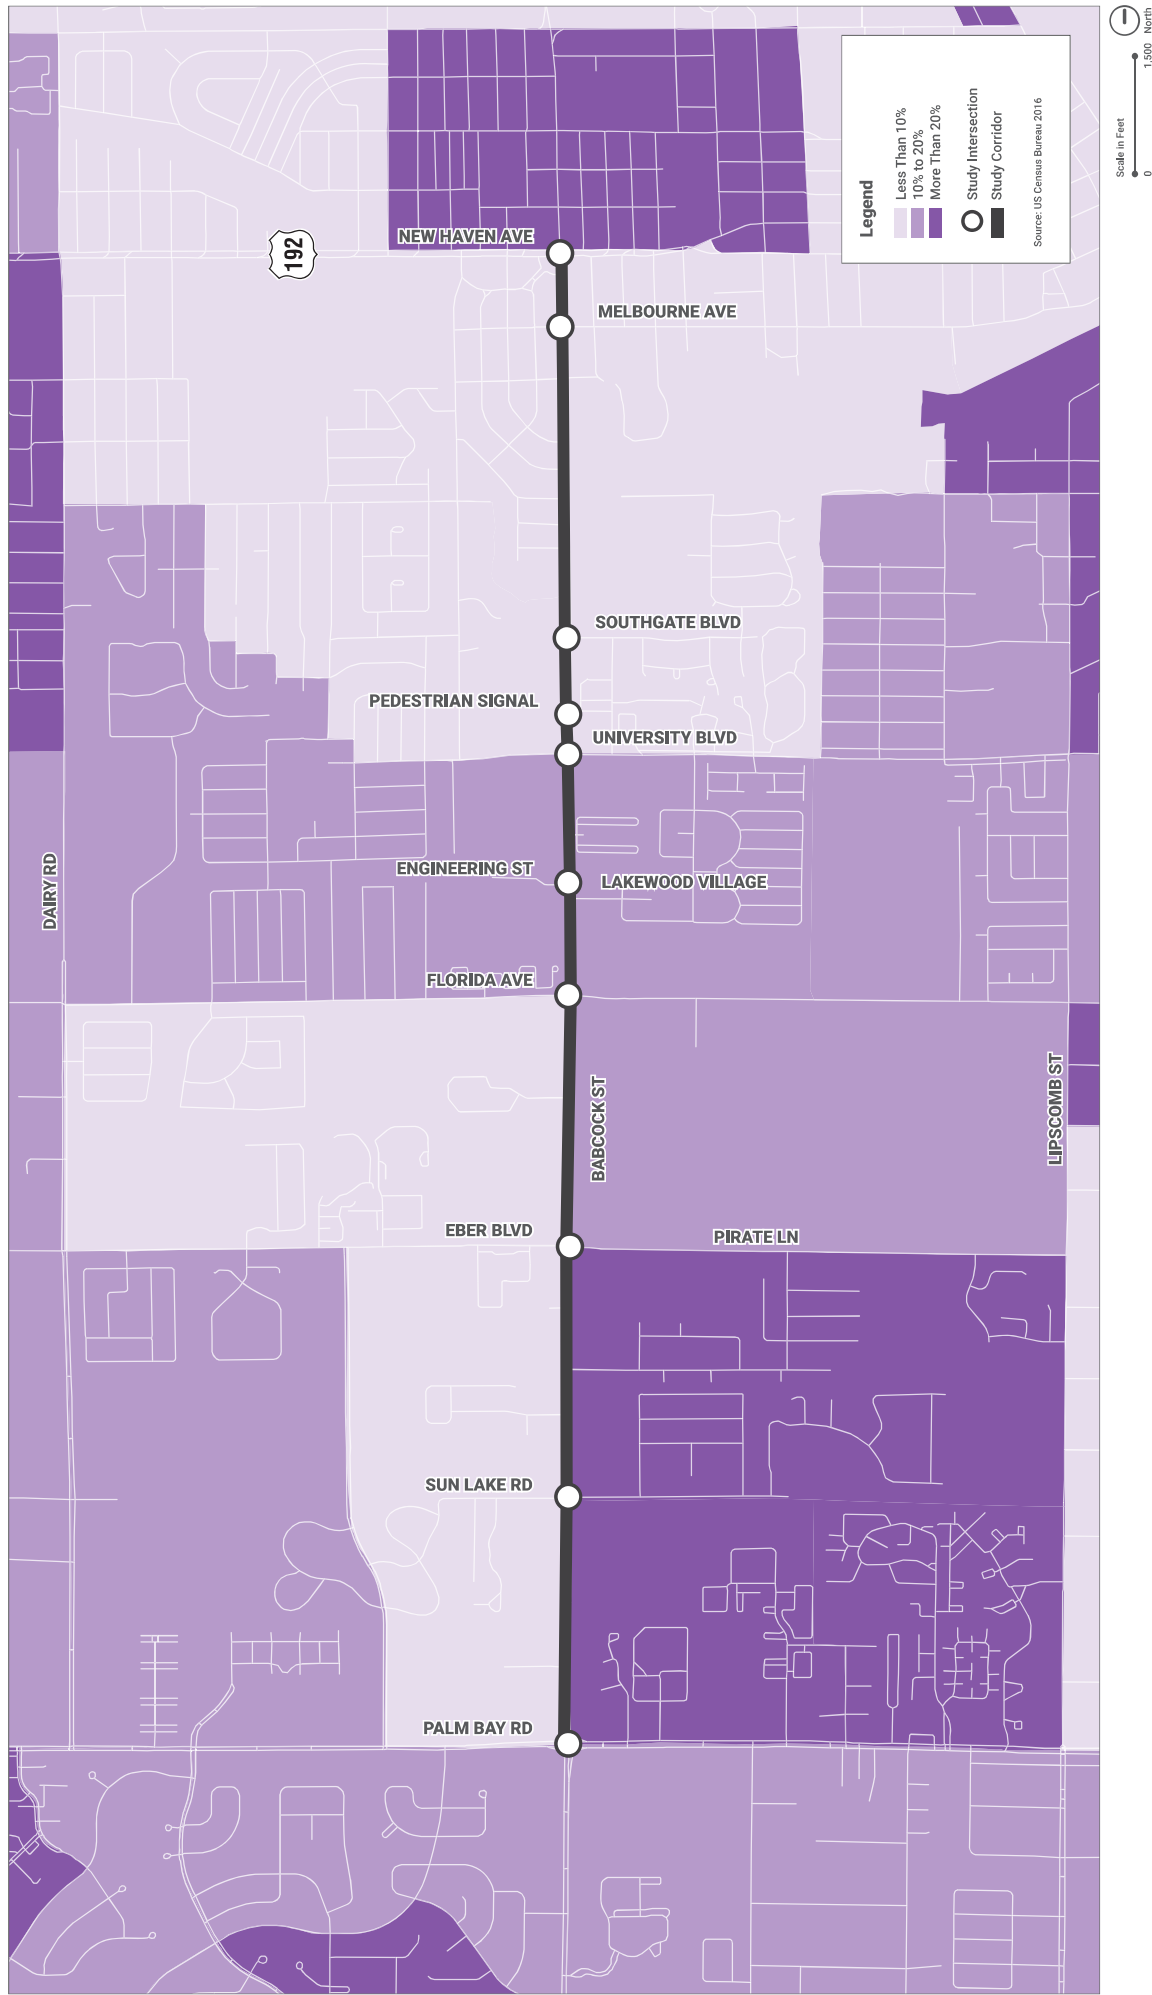 North
Scale in Feet
0
1,500
Legend
Less Than 10%
10% to 20%
More Than 20%
Study Intersection
Study Corridor
Source: US Census Bureau 2016
NEW HAVEN AVE
192
MELBOURNE AVE
SOUTHGATE BLVD
PEDESTRIAN SIGNAL
UNIVERSITY BLVD
DAIRY RD
ENGINEERING ST
LAKEWOOD VILLAGE
FLORIDA AVE
BABCOCK ST
LIPSCOMB ST
EBER BLVD
PIRATE LN
SUN LAKE RD
PALM BAY RD